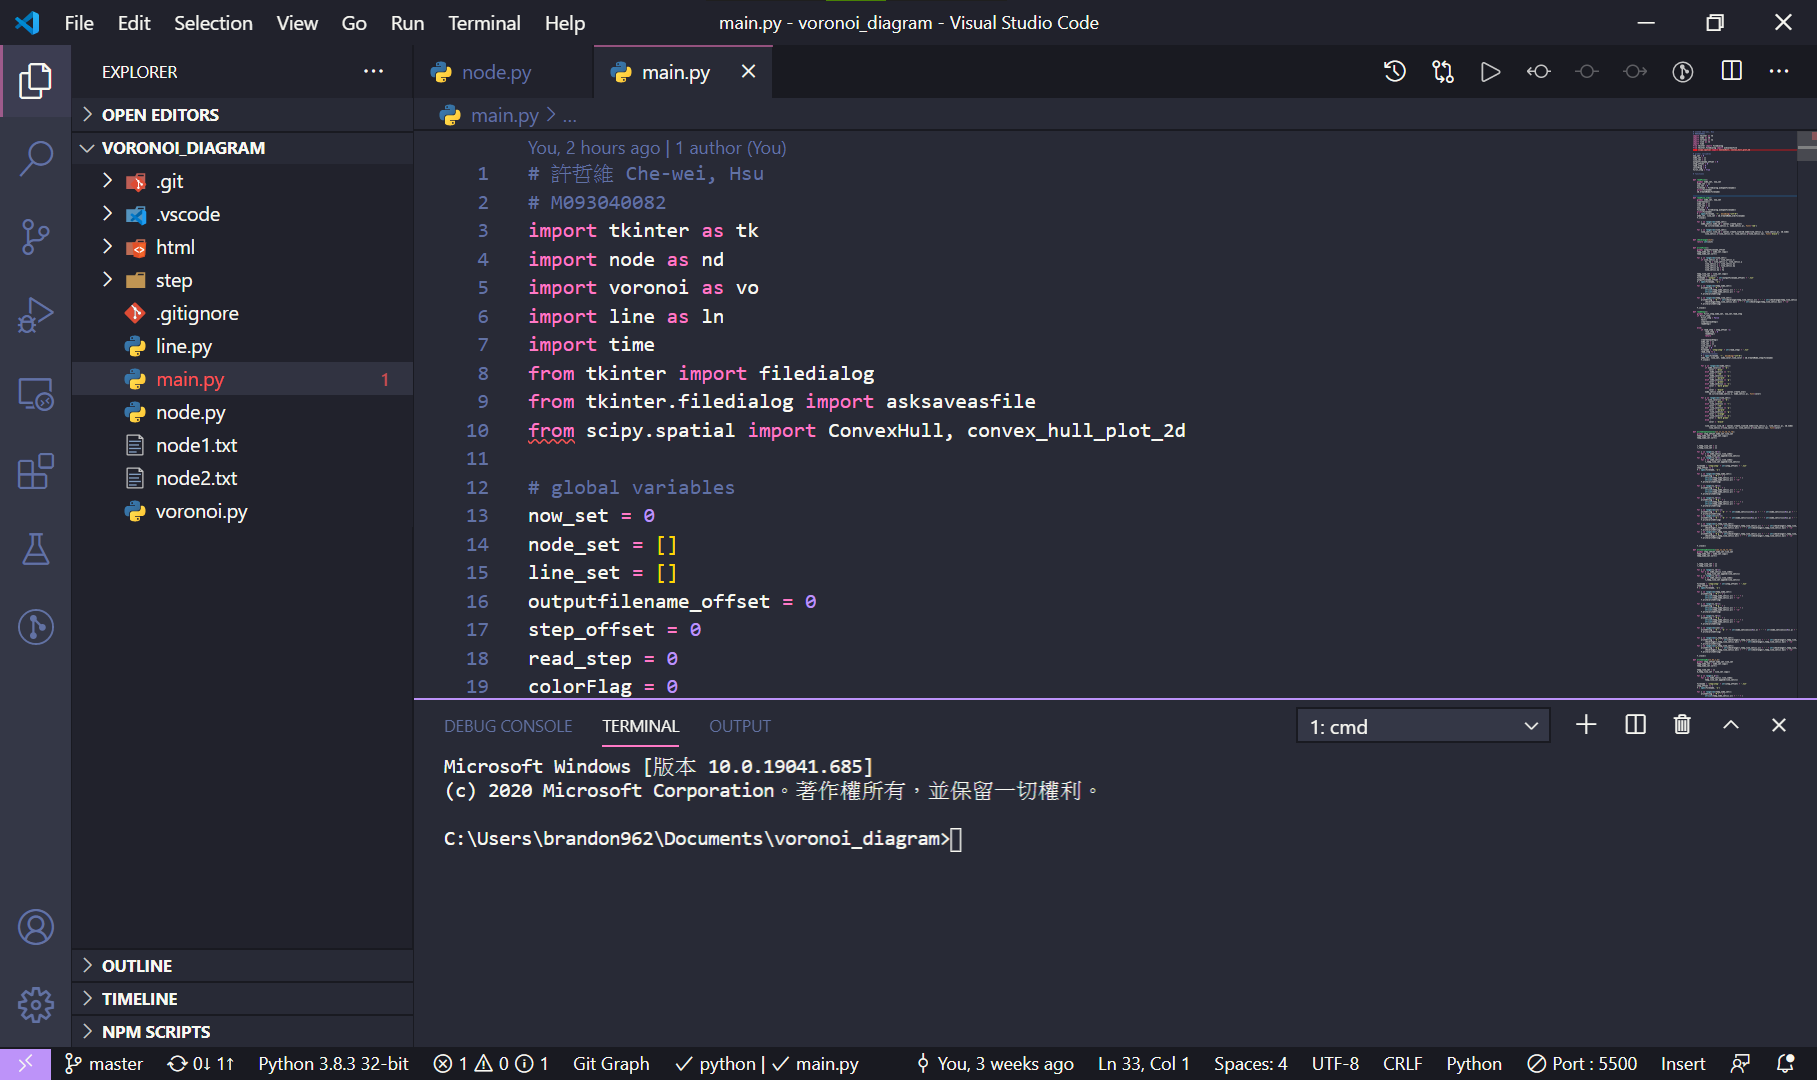 File Edit Selection View Go Run Terminal Help
main.py - voronoi_diagram - Visual Studio Code
EXPLORER
OPEN EDITORS
VORONOI_DIAGRAM
.git
.vscode
html
step
.gitignore
line.py
main.py 1
node.py
node1.txt
node2.txt
voronoi.py
OUTLINE
TIMELINE
NPM SCRIPTS
node.py
main.py
main.py > ...
You, 2 hours ago | 1 author (You)
1 # 許哲維 Che-wei, Hsu
2 # M093040082
3 import tkinter as tk
4 import node as nd
5 import voronoi as vo
6 import line as ln
7 import time
8 from tkinter import filedialog
9 from tkinter.filedialog import asksaveasfile
10 from scipy.spatial import ConvexHull, convex_hull_plot_2d
11
12 # global variables
13 now_set = 0
14 node_set = []
15 line_set = []
16 outputfilename_offset = 0
17 step_offset = 0
18 read_step = 0
19 colorFlag = 0
DEBUG CONSOLE TERMINAL OUTPUT
1: cmd
Microsoft Windows [版本 10.0.19041.685]
(c) 2020 Microsoft Corporation。著作權所有，並保留一切權利。
C:\Users\brandon962\Documents\voronoi_diagram>
master 0↓ 1↑ Python 3.8.3 32-bit 1 0 1 Git Graph ✓ python | ✓ main.py You, 3 weeks ago Ln 33, Col 1 Spaces: 4 UTF-8 CRLF Python Port : 5500 Insert